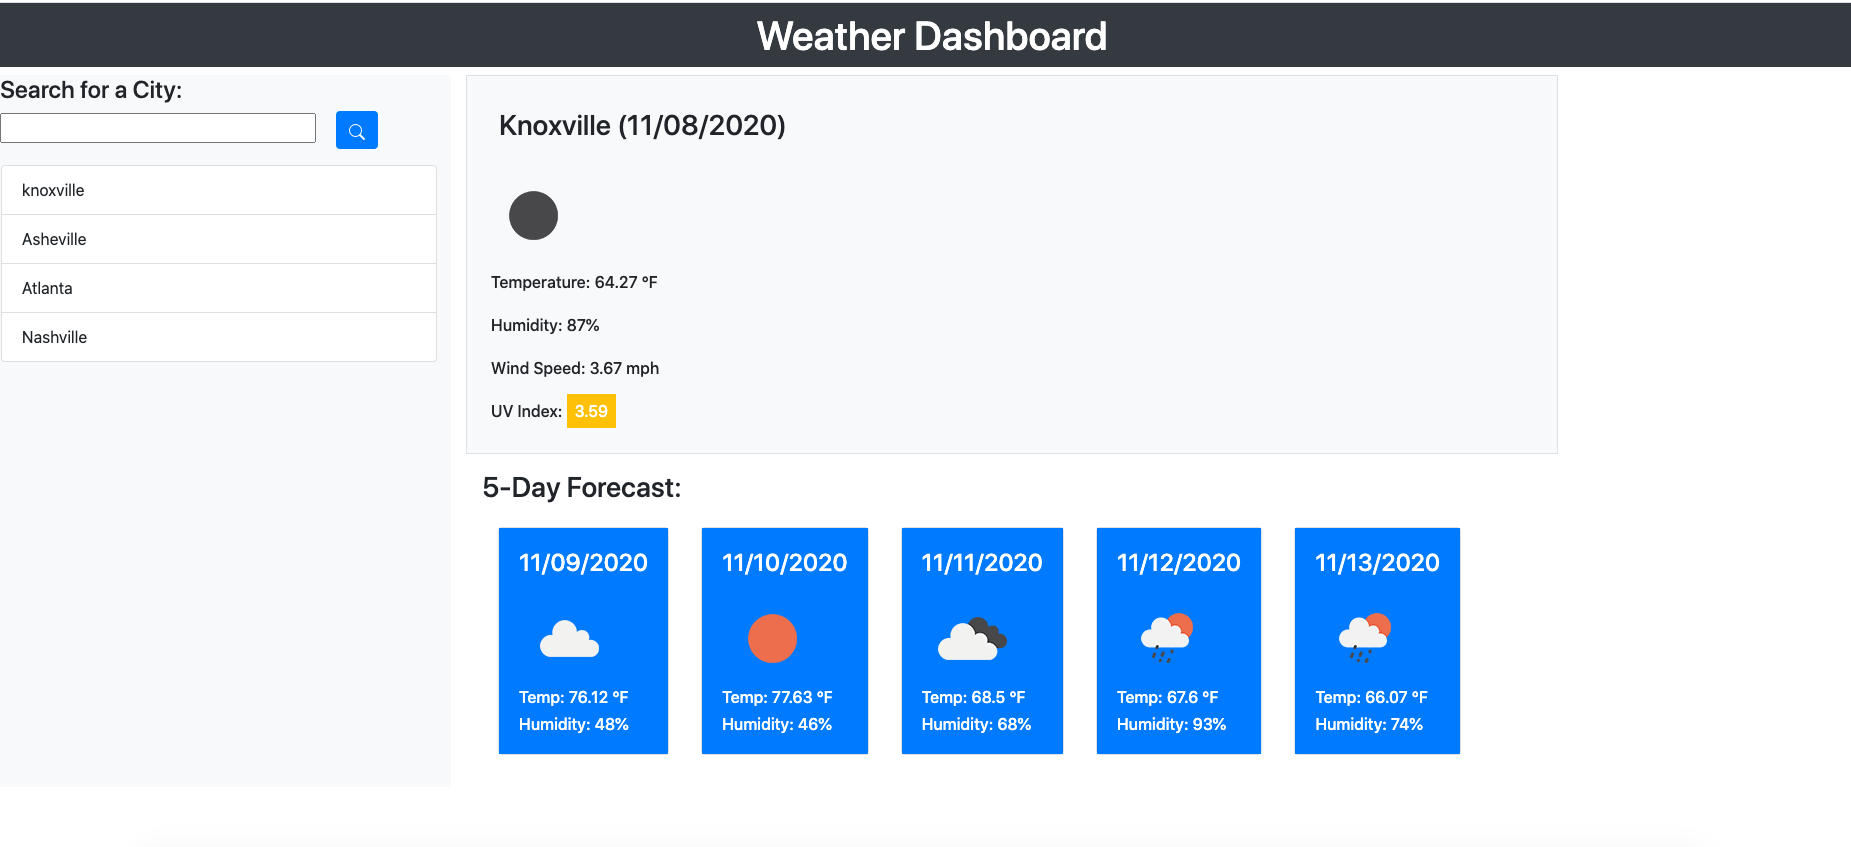 Weather Dashboard
Search for a City:
knoxville
Asheville
Atlanta
Nashville
Knoxville (11/08/2020)
Temperature: 64.27 °F
Humidity: 87%
Wind Speed: 3.67 mph
UV Index: 3.59
5-Day Forecast:
11/09/2020
Temp: 76.12 °F
Humidity: 48%
11/10/2020
Temp: 77.63 °F
Humidity: 46%
11/11/2020
Temp: 68.5 °F
Humidity: 68%
11/12/2020
Temp: 67.6 °F
Humidity: 93%
11/13/2020
Temp: 66.07 °F
Humidity: 74%